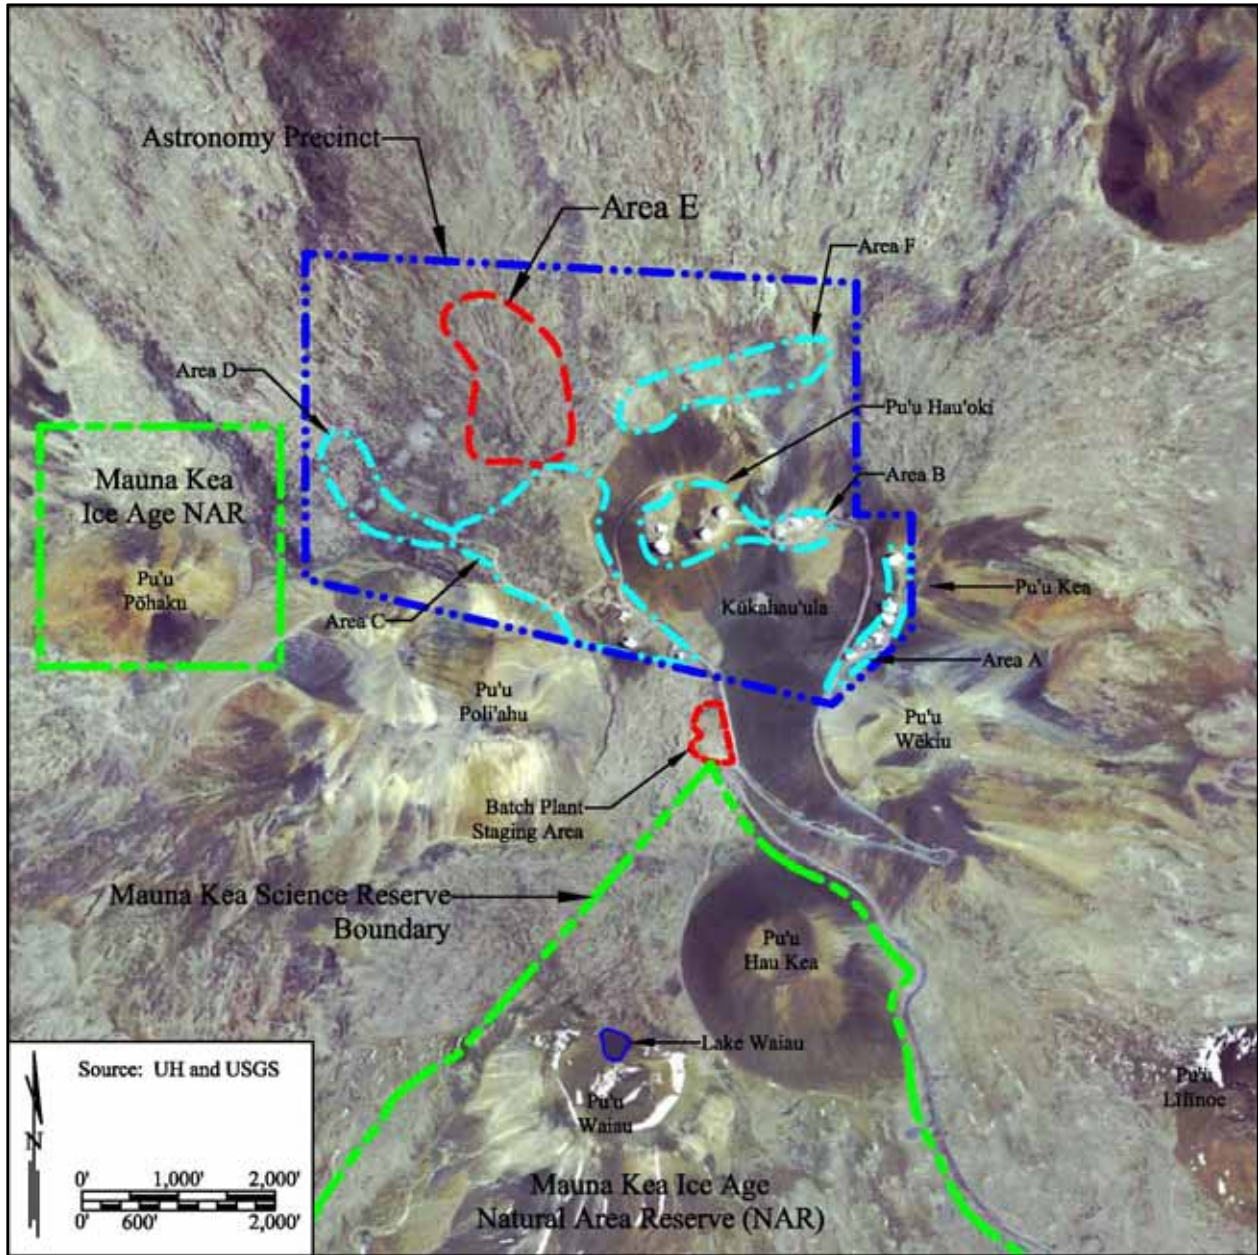 Astronomy Precinct
Area E
Area F
Area D
Pu'u Hau'oki
Mauna Kea
Ice Age NAR
Area B
Pu'u
Pōhaku
Pu'u Kea
Kūkahau'ula
Area C
Area A
Pu'u
Poli'ahu
Pu'u
Wēkiu
Batch Plant
Staging Area
Mauna Kea Science Reserve
Boundary
Pu'u
Hau Kea
Lake Waiau
Source: UH and USGS
Pu'u
Līlīnoe
Pu'u
Waiau
N
0' 1,000' 2,000'
0' 600' 2,000'
Mauna Kea Ice Age
Natural Area Reserve (NAR)